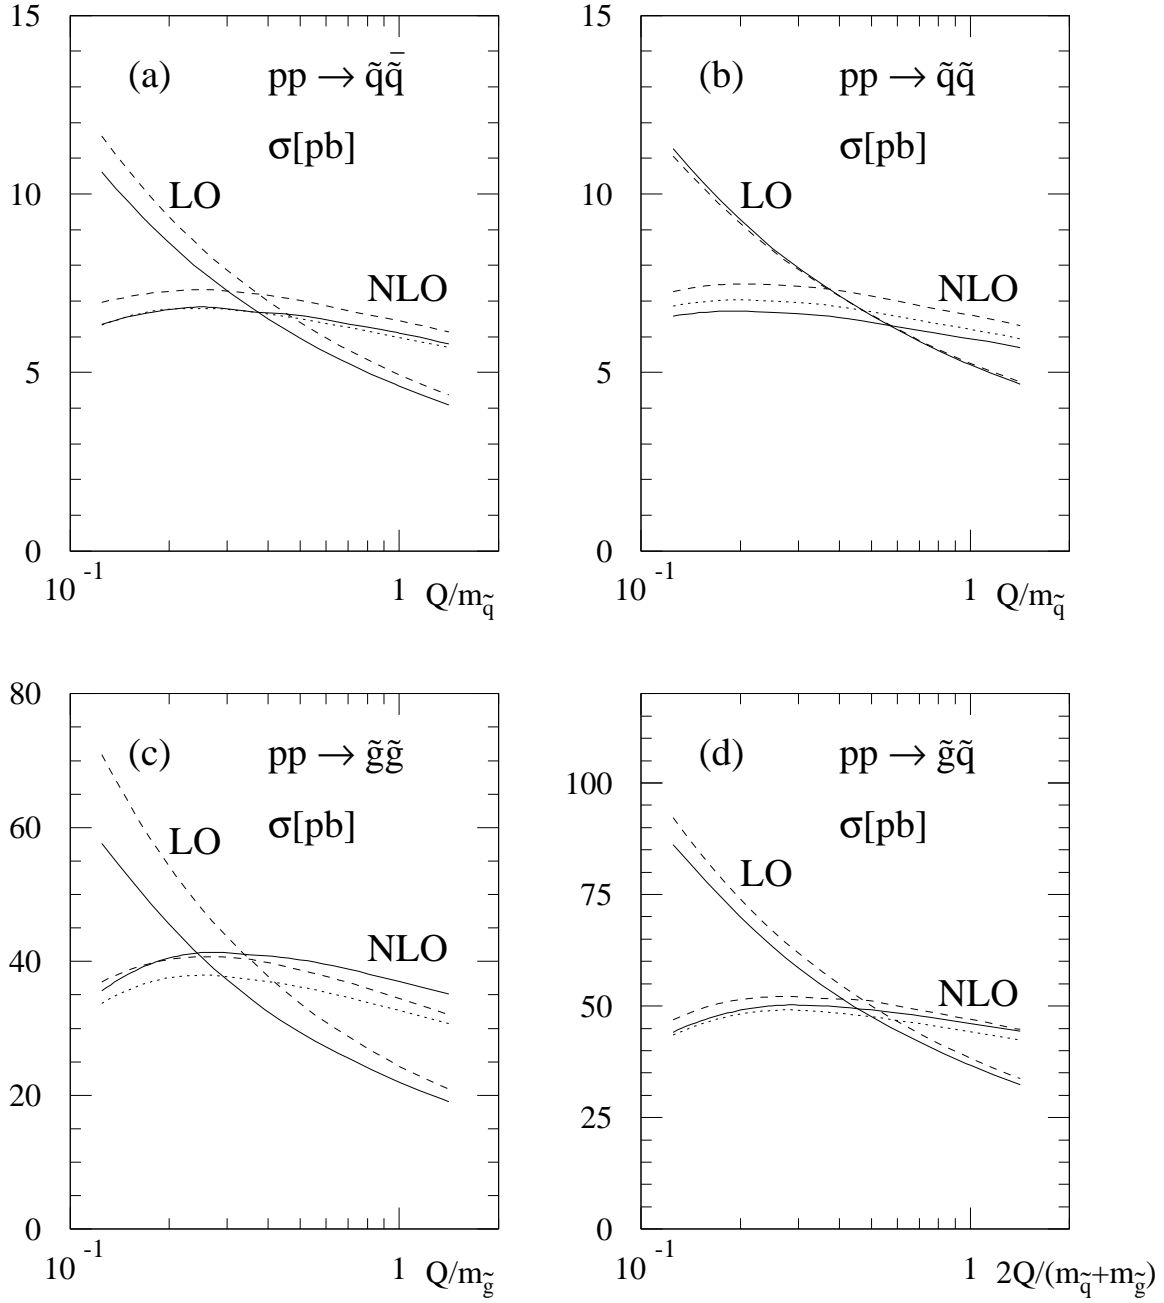 15
(a) pp → q̃q̃̄
σ[pb]
10
LO
NLO
5
0
10⁻¹ 1 Q/m_q̃
15
(b) pp → q̃q̃
σ[pb]
10
LO
NLO
5
0
10⁻¹ 1 Q/m_q̃
80
(c) pp → g̃g̃
σ[pb]
60
LO
40
NLO
20
0
10⁻¹ 1 Q/m_g̃
(d) pp → g̃q̃
100
σ[pb]
75
LO
50
NLO
25
0
10⁻¹ 1 2Q/(m_q̃+m_g̃)